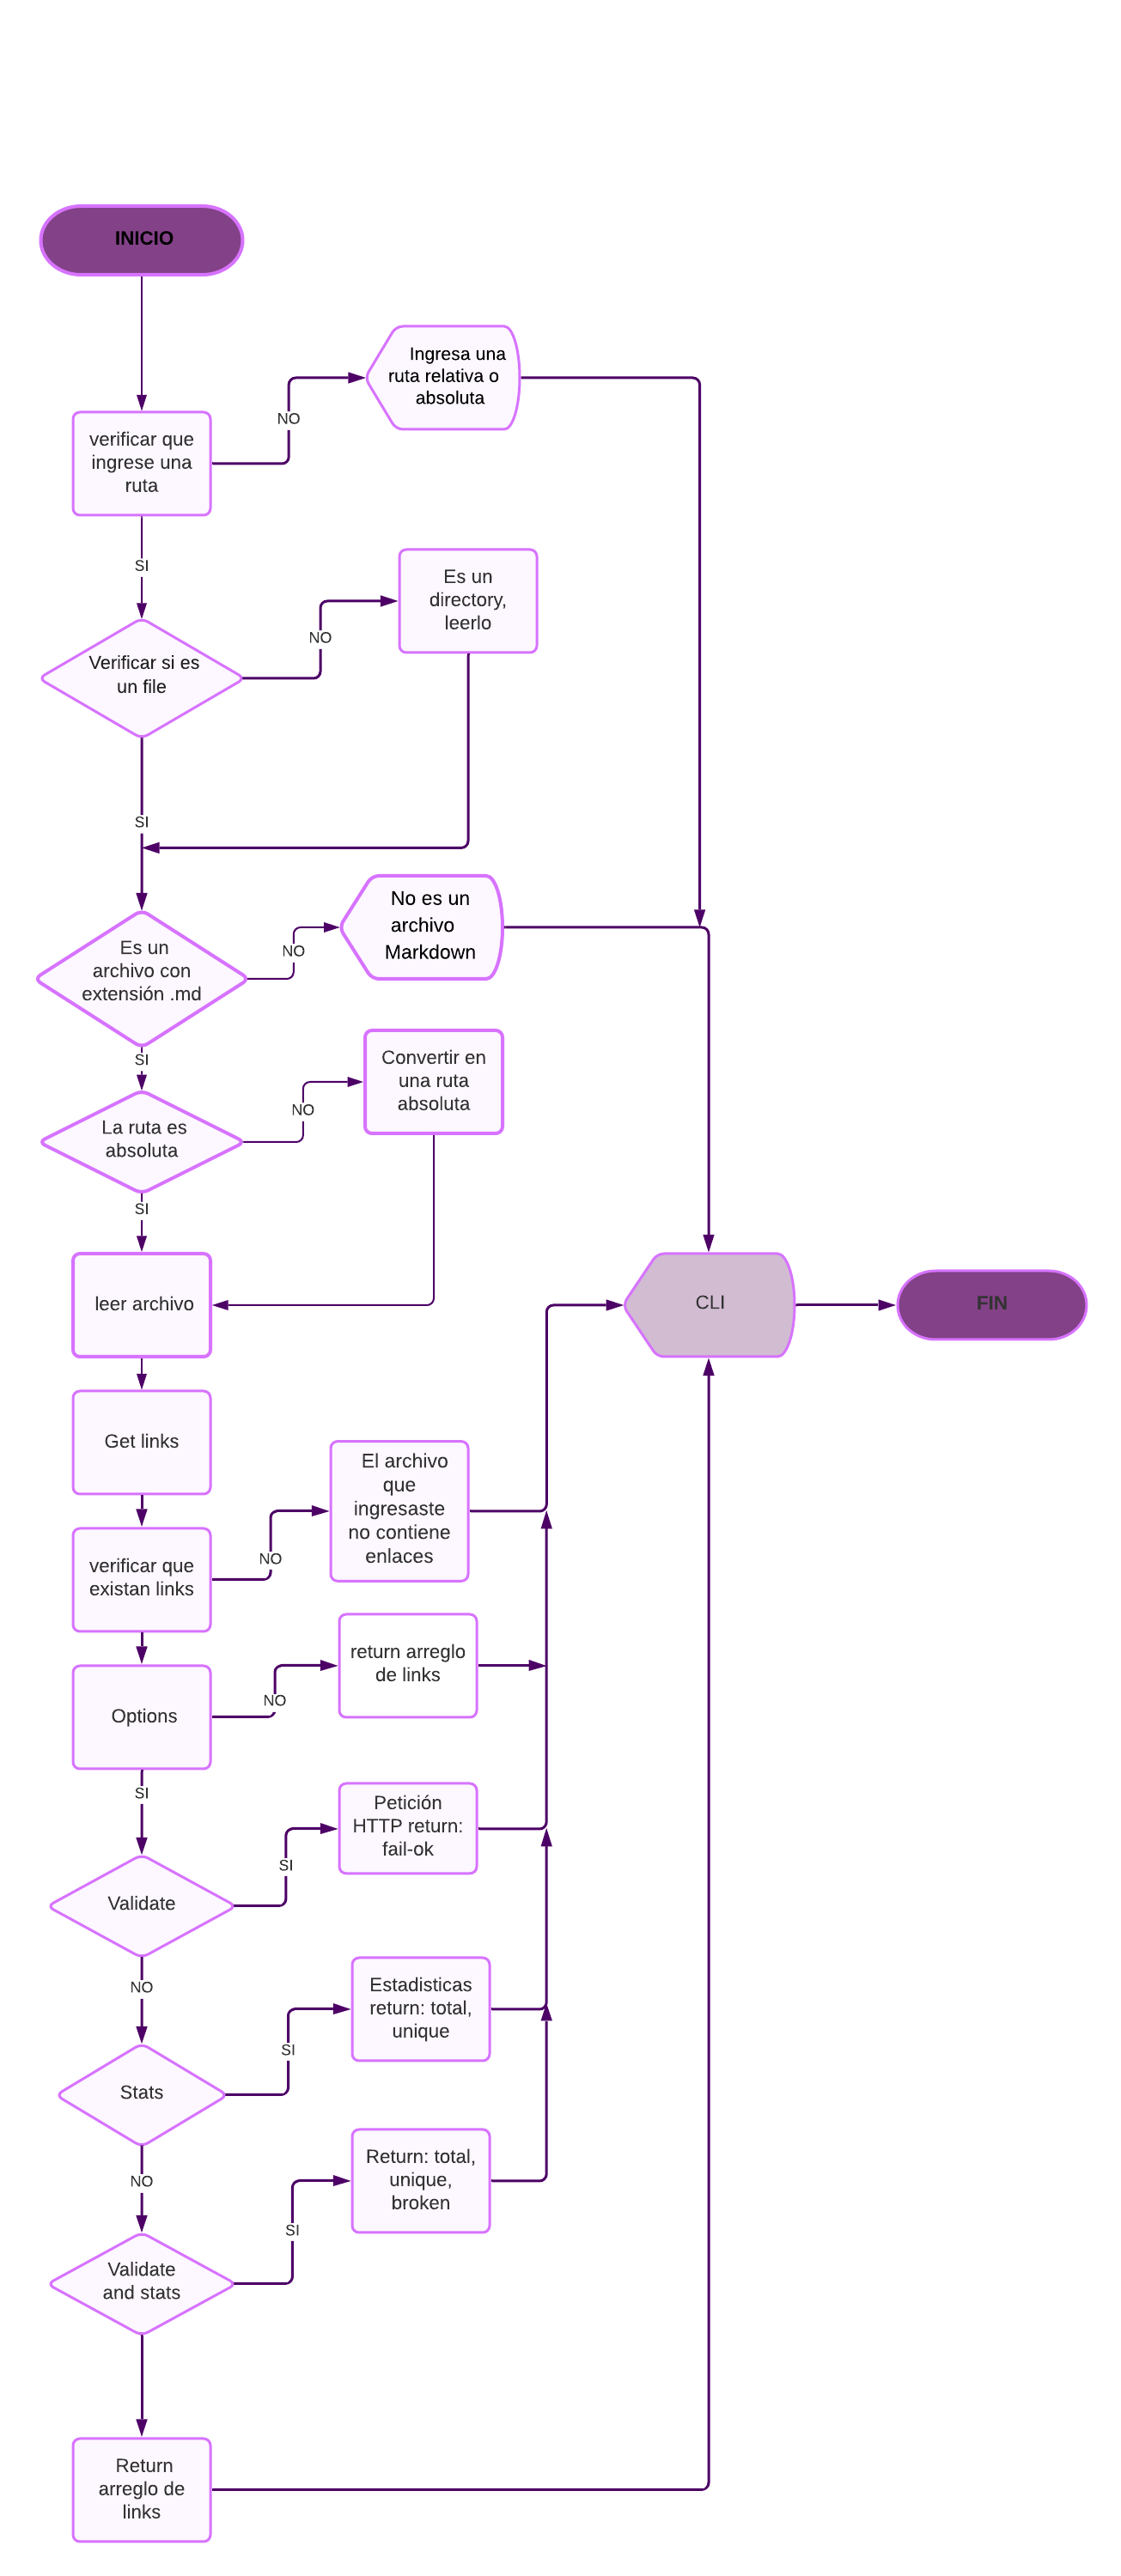 INICIO
Ingresa una
ruta relativa o
absoluta
NO
verificar que
ingrese una
ruta
SI
Es un
directory,
leerlo
NO
Verificar si es
un file
SI
No es un
archivo
Markdown
NO
Es un
archivo con
extensión .md
SI
Convertir en
una ruta
absoluta
NO
La ruta es
absoluta
SI
leer archivo
CLI
FIN
Get links
El archivo
que
ingresaste
no contiene
enlaces
NO
verificar que
existan links
return arreglo
de links
NO
Options
SI
Petición
HTTP return:
fail-ok
SI
Validate
NO
Estadisticas
return: total,
unique
SI
Stats
NO
Return: total,
unique,
broken
SI
Validate
and stats
Return
arreglo de
links